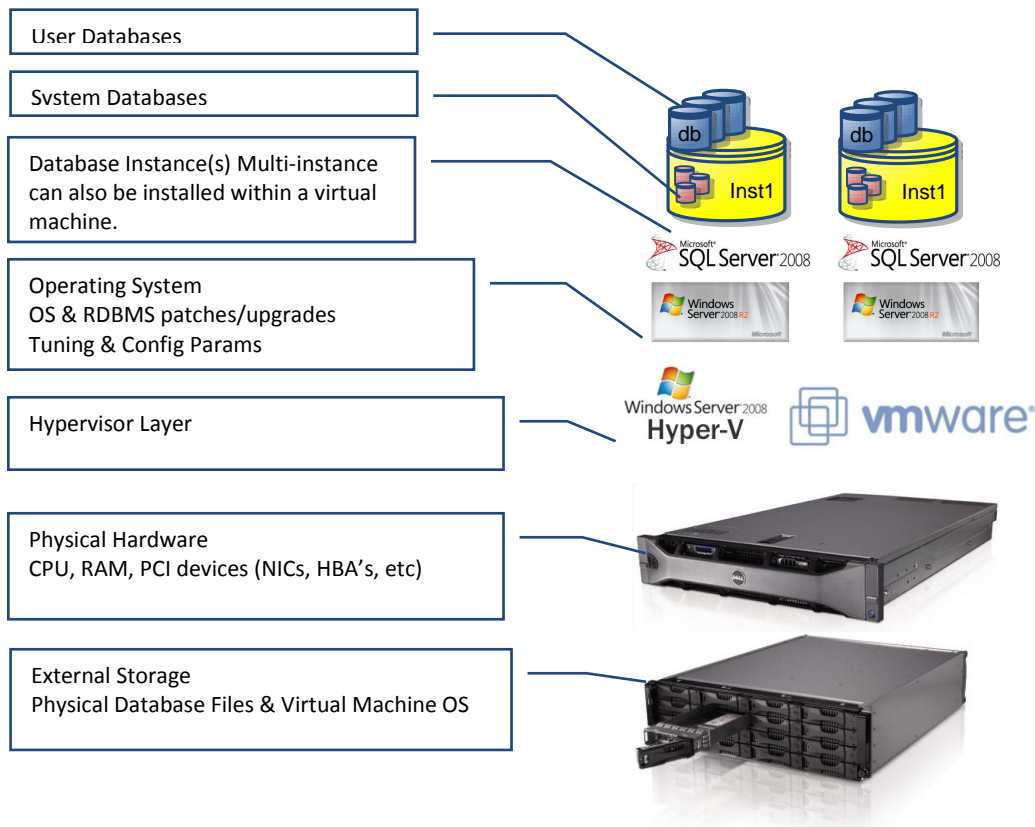 User Databases
System Databases
Database Instance(s) Multi-instance
can also be installed within a virtual
machine.
Operating System
OS & RDBMS patches/upgrades
Tuning & Config Params
Hypervisor Layer
Physical Hardware
CPU, RAM, PCI devices (NICs, HBA’s, etc)
External Storage
Physical Database Files & Virtual Machine OS
db
Inst1
db
Inst1
Microsoft®
SQL Server®2008
Microsoft®
SQL Server®2008
Windows
Server®2008 R2
Microsoft®
Windows
Server®2008 R2
Microsoft®
Windows Server®2008
Hyper-V
vmware®
DELL